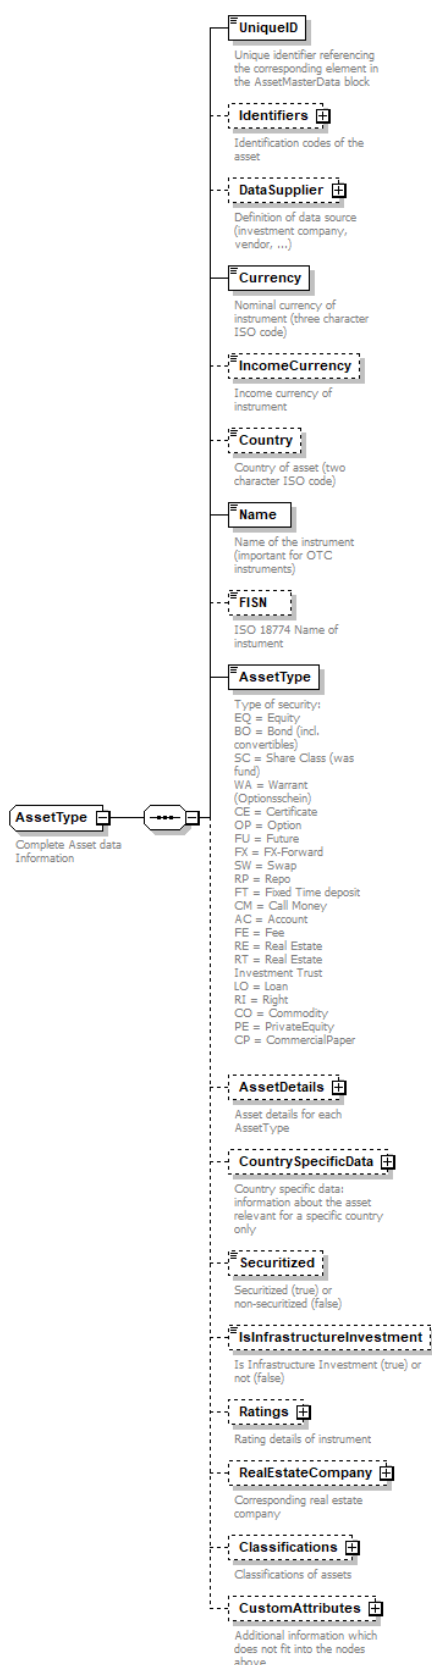 UniqueID
Unique identifier referencing
the corresponding element in
the AssetMasterData block
Identifiers
Identification codes of the
asset
DataSupplier
Definition of data source
(investment company,
vendor, ...)
Currency
Nominal currency of
instrument (three character
ISO code)
IncomeCurrency
Income currency of
instrument
Country
Country of asset (two
character ISO code)
Name
Name of the instrument
(important for OTC
instruments)
FISN
ISO 18774 Name of
instument
AssetType
Type of security:
EQ = Equity
BO = Bond (incl.
convertibles)
SC = Share Class (was
fund)
WA = Warrant
(Optionsschein)
CE = Certificate
OP = Option
FU = Future
FX = FX-Forward
SW = Swap
RP = Repo
FT = Fixed Time deposit
CM = Call Money
AC = Account
FE = Fee
RE = Real Estate
RT = Real Estate
Investment Trust
LO = Loan
RI = Right
CO = Commodity
PE = PrivateEquity
CP = CommercialPaper
AssetType
Complete Asset data
Information
AssetDetails
Asset details for each
AssetType
CountrySpecificData
Country specific data:
information about the asset
relevant for a specific country
only
Securitized
Securitized (true) or
non-securitized (false)
IsInfrastructureInvestment
Is Infrastructure Investment (true) or
not (false)
Ratings
Rating details of instrument
RealEstateCompany
Corresponding real estate
company
Classifications
Classifications of assets
CustomAttributes
Additional information which
does not fit into the nodes
above